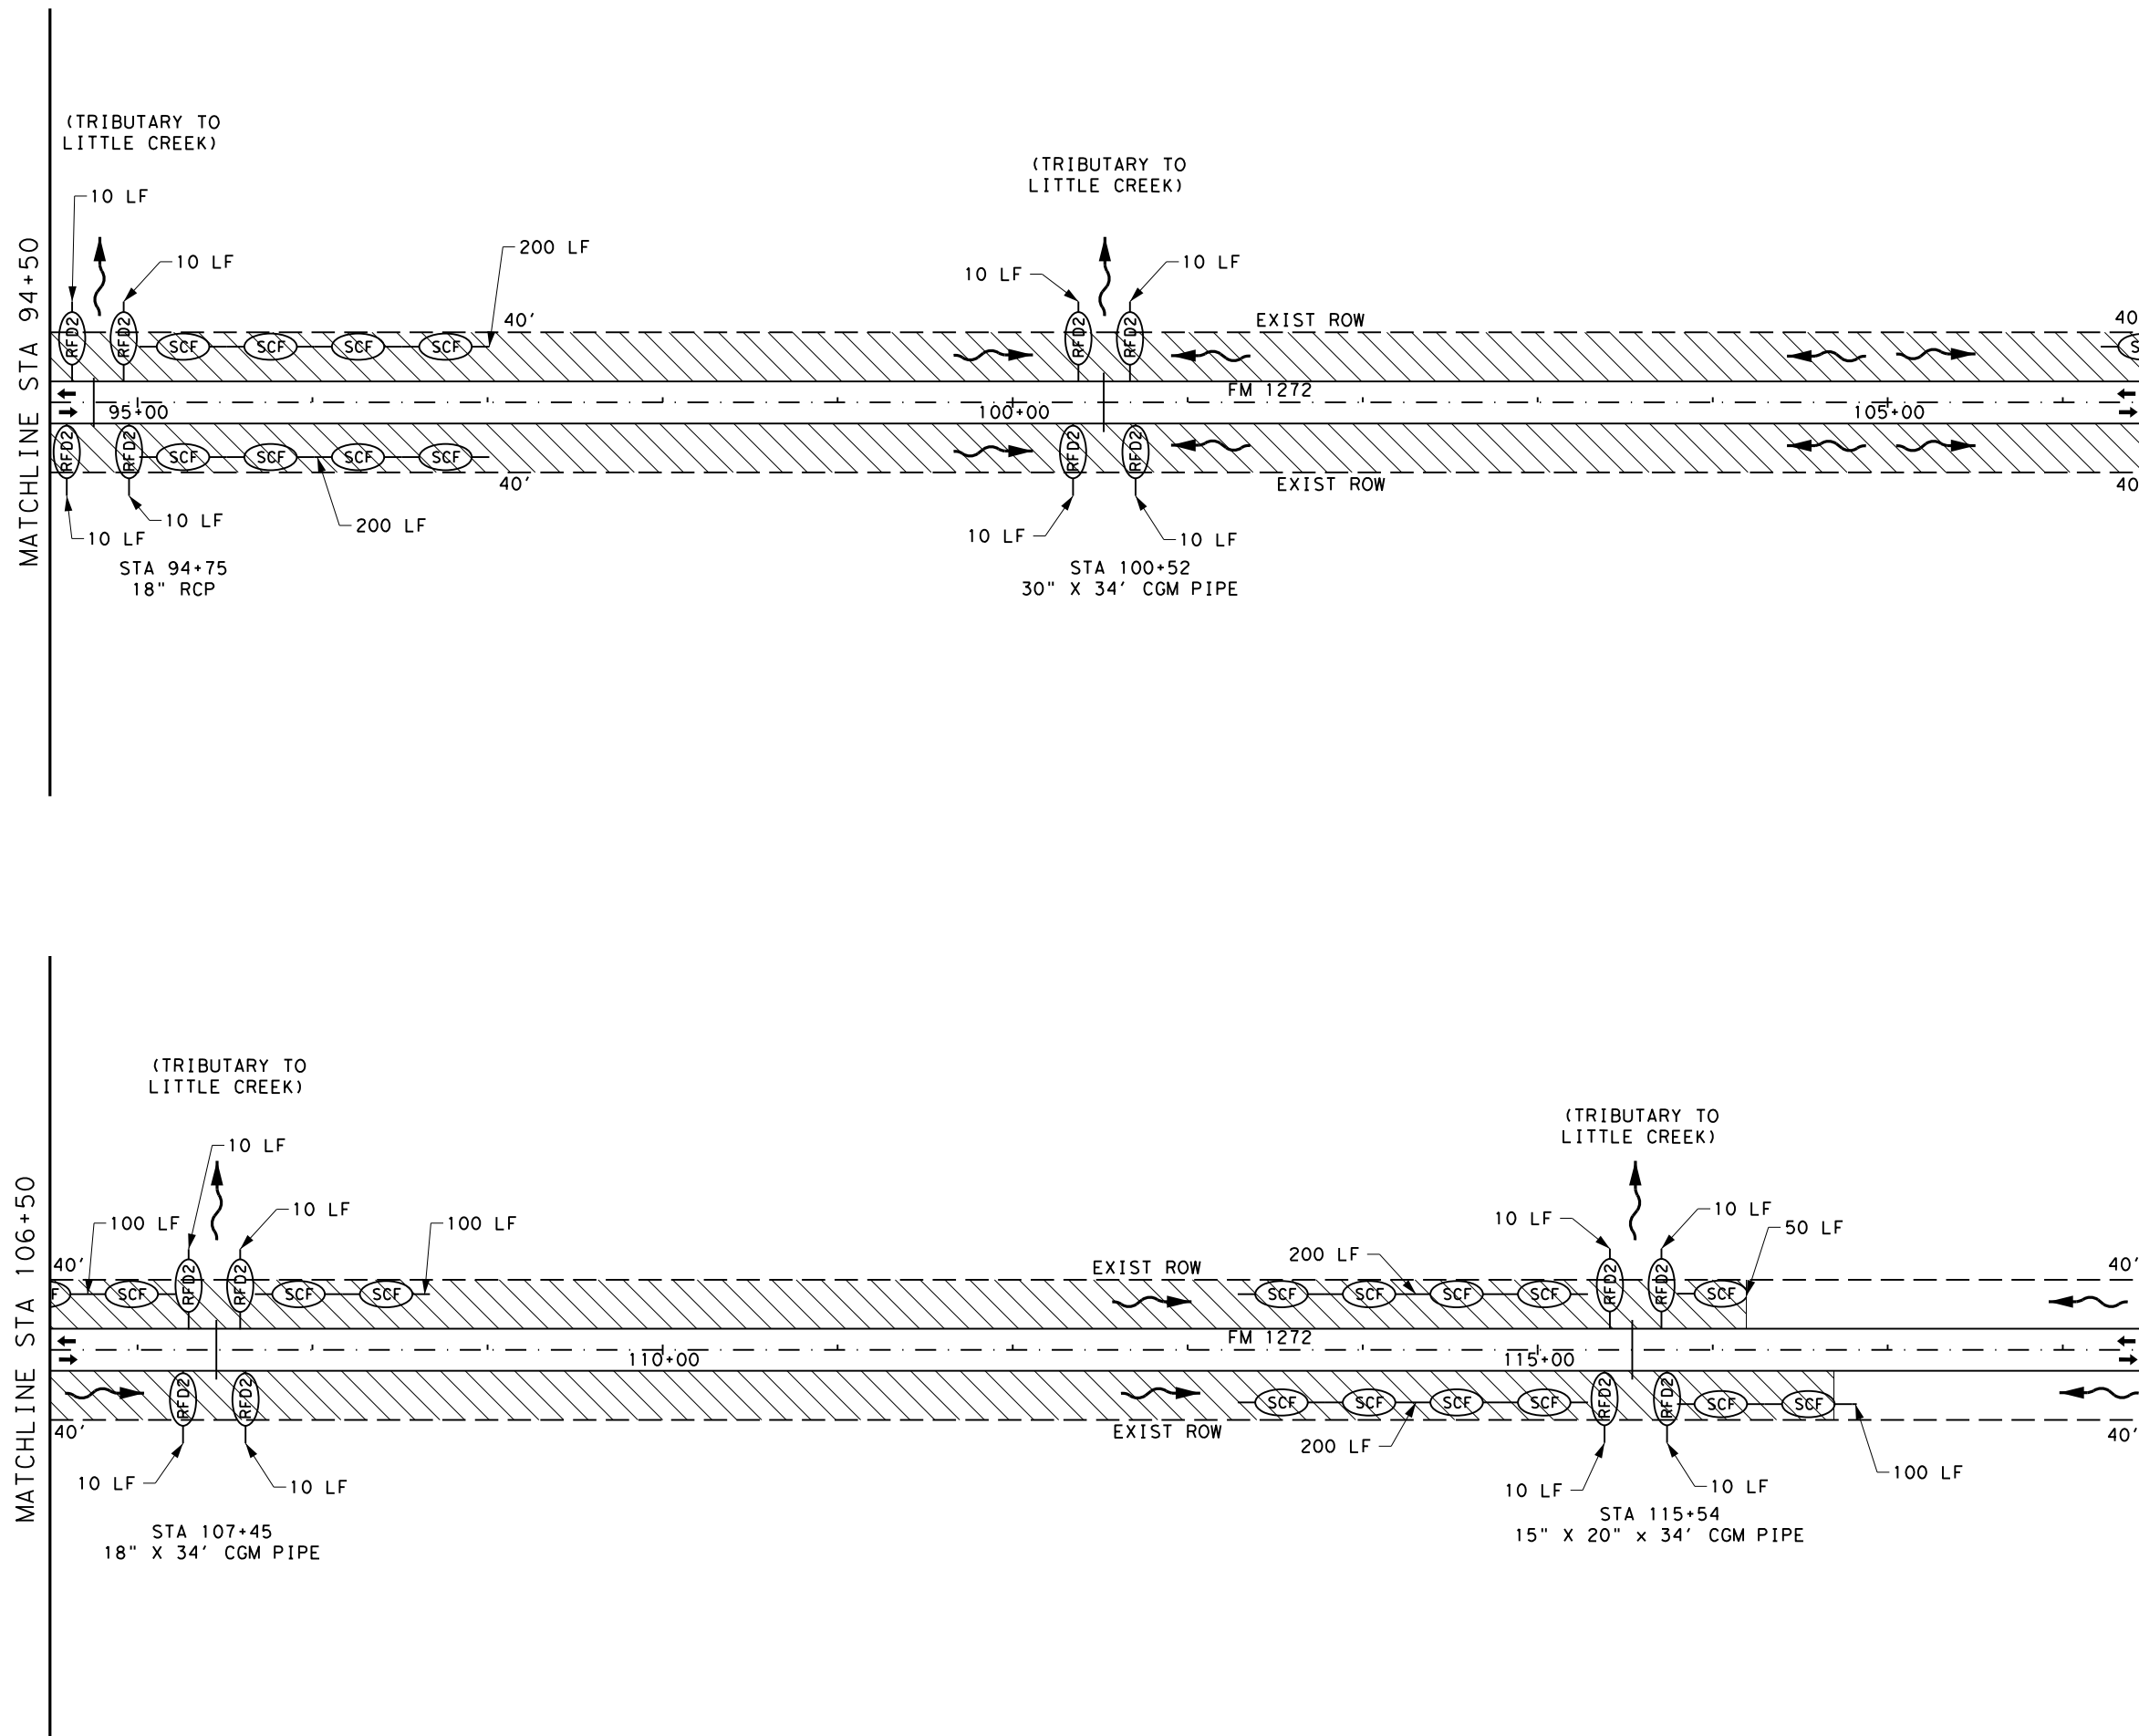 (TRIBUTARY TO
LITTLE CREEK)
(TRIBUTARY TO
LITTLE CREEK)
10 LF
10 LF
200 LF
10 LF
10 LF
MATCHLINE STA 94+50
RFD2
RFD2
SCF
SCF
SCF
SCF
40'
RFD2
RFD2
EXIST ROW
40
S
FM 1272
95+00
100+00
105+00
RFD2
RFD2
SCF
SCF
SCF
SCF
40'
RFD2
RFD2
EXIST ROW
40
10 LF
10 LF
200 LF
10 LF
10 LF
STA 94+75
18" RCP
STA 100+52
30" X 34' CGM PIPE
(TRIBUTARY TO
LITTLE CREEK)
(TRIBUTARY TO
LITTLE CREEK)
10 LF
10 LF
100 LF
100 LF
10 LF
10 LF
50 LF
200 LF
MATCHLINE STA 106+50
40'
F
SCF
RFD2
RFD2
SCF
SCF
EXIST ROW
SCF
SCF
SCF
SCF
RFD2
RFD2
SCF
40'
FM 1272
110+00
115+00
40'
RFD2
RFD2
EXIST ROW
SCF
SCF
SCF
SCF
RFD2
RFD2
SCF
SCF
40'
10 LF
10 LF
200 LF
10 LF
10 LF
100 LF
STA 107+45
18" X 34' CGM PIPE
STA 115+54
15" X 20" x 34' CGM PIPE